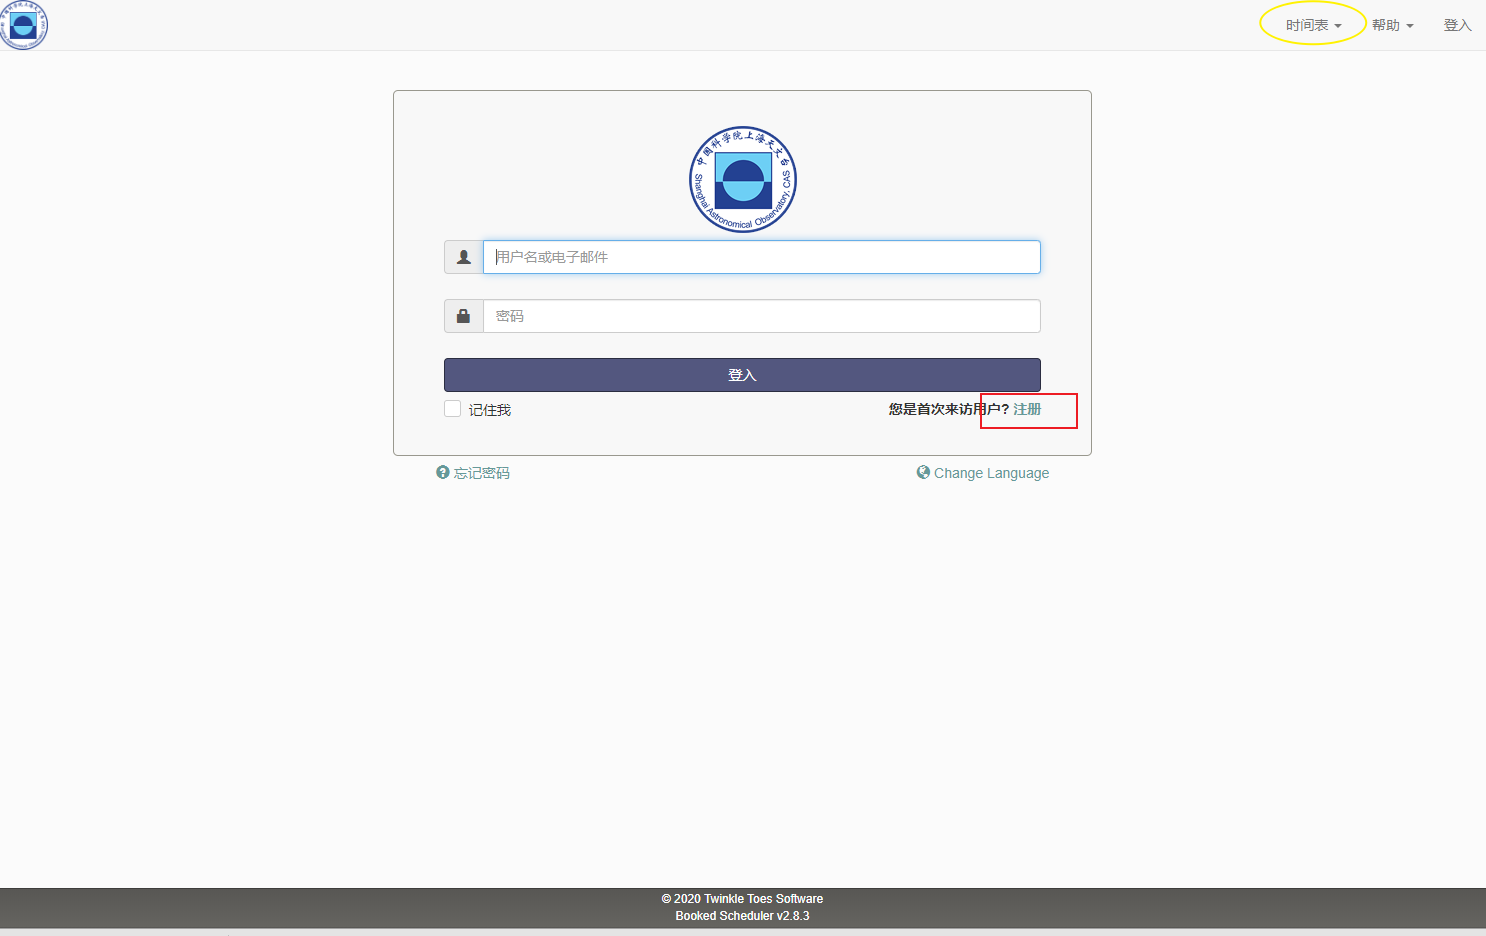 时间表 帮助 登入
中国科学院上海天文台
Shanghai Astronomical Observatory, CAS
用户名或电子邮件
密码
登入
记住我 您是首次来访用户? 注册
忘记密码 Change Language
© 2020 Twinkle Toes Software
Booked Scheduler v2.8.3